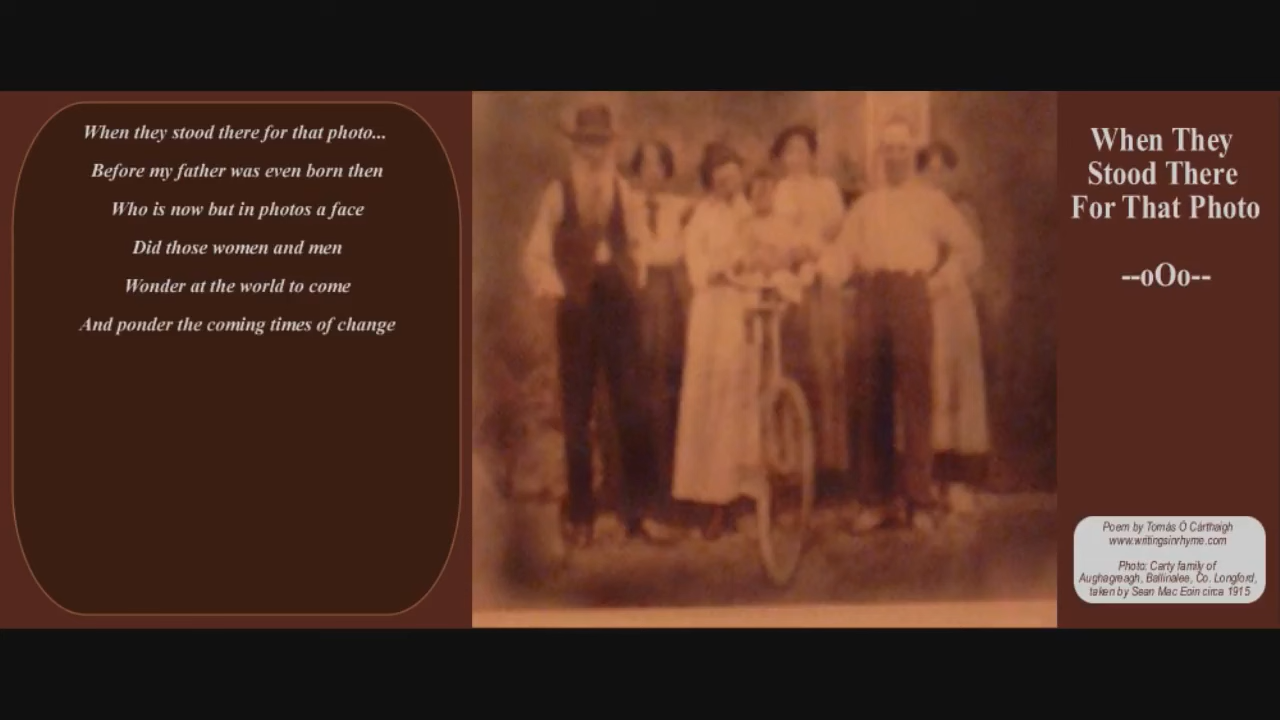 When they stood there for that photo...
Before my father was even born then
Who is now but in photos a face
Did those women and men
Wonder at the world to come
And ponder the coming times of change
When They
Stood There
For That Photo
--oOo--
Poem by Tomás Ó Cárthaigh
www.writingsinrhyme.com
Photo: Carty family of
Aughagreagh, Ballinalee, Co. Longford,
taken by Sean Mac Eoin circa 1915